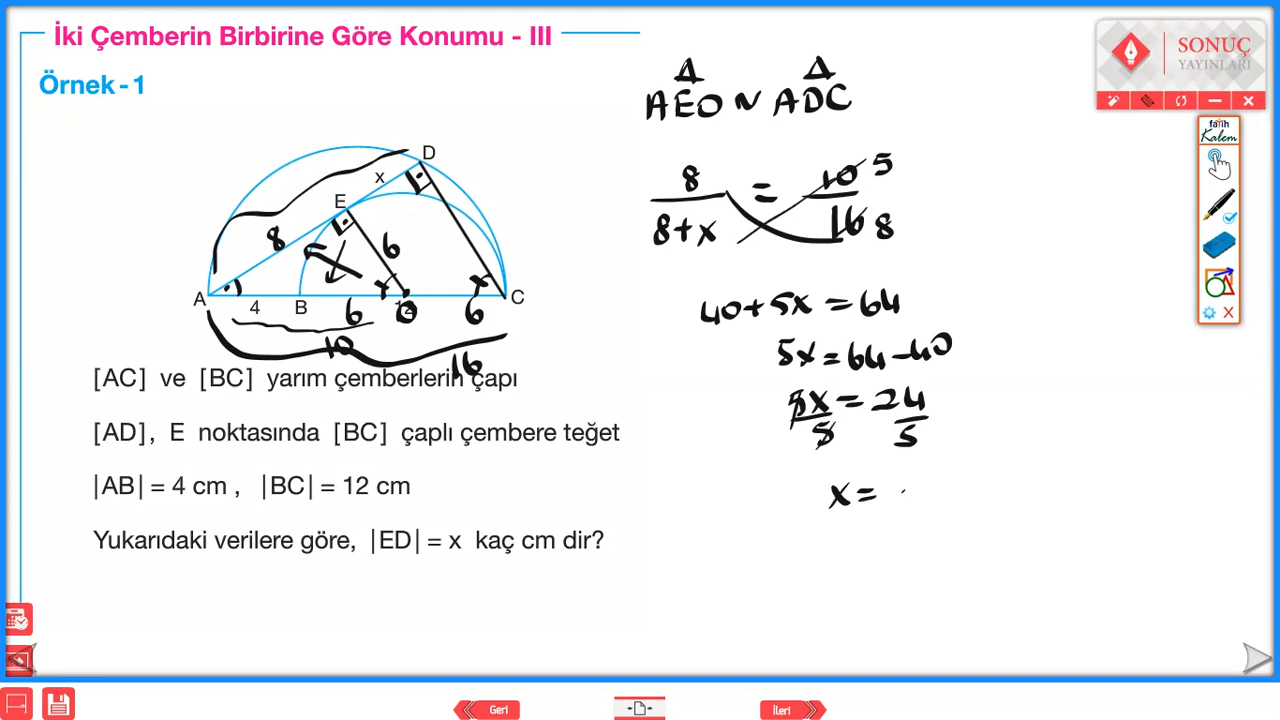 İki Çemberin Birbirine Göre Konumu - III
Örnek - 1
SONUÇ
YAYINLARI
fatih
Kalem
AEO ~ ADC
8 = 10 5
8+x 16 8
40+5x = 64
5x = 64-40
5x = 24
5 5
x =
D
x
E
8
6
A
4
B
6
O
6
C
10
16
[AC] ve [BC] yarım çemberlerin çapı
[AD], E noktasında [BC] çaplı çembere teğet
|AB| = 4 cm , |BC| = 12 cm
Yukarıdaki verilere göre, |ED| = x kaç cm dir?
Geri
İleri